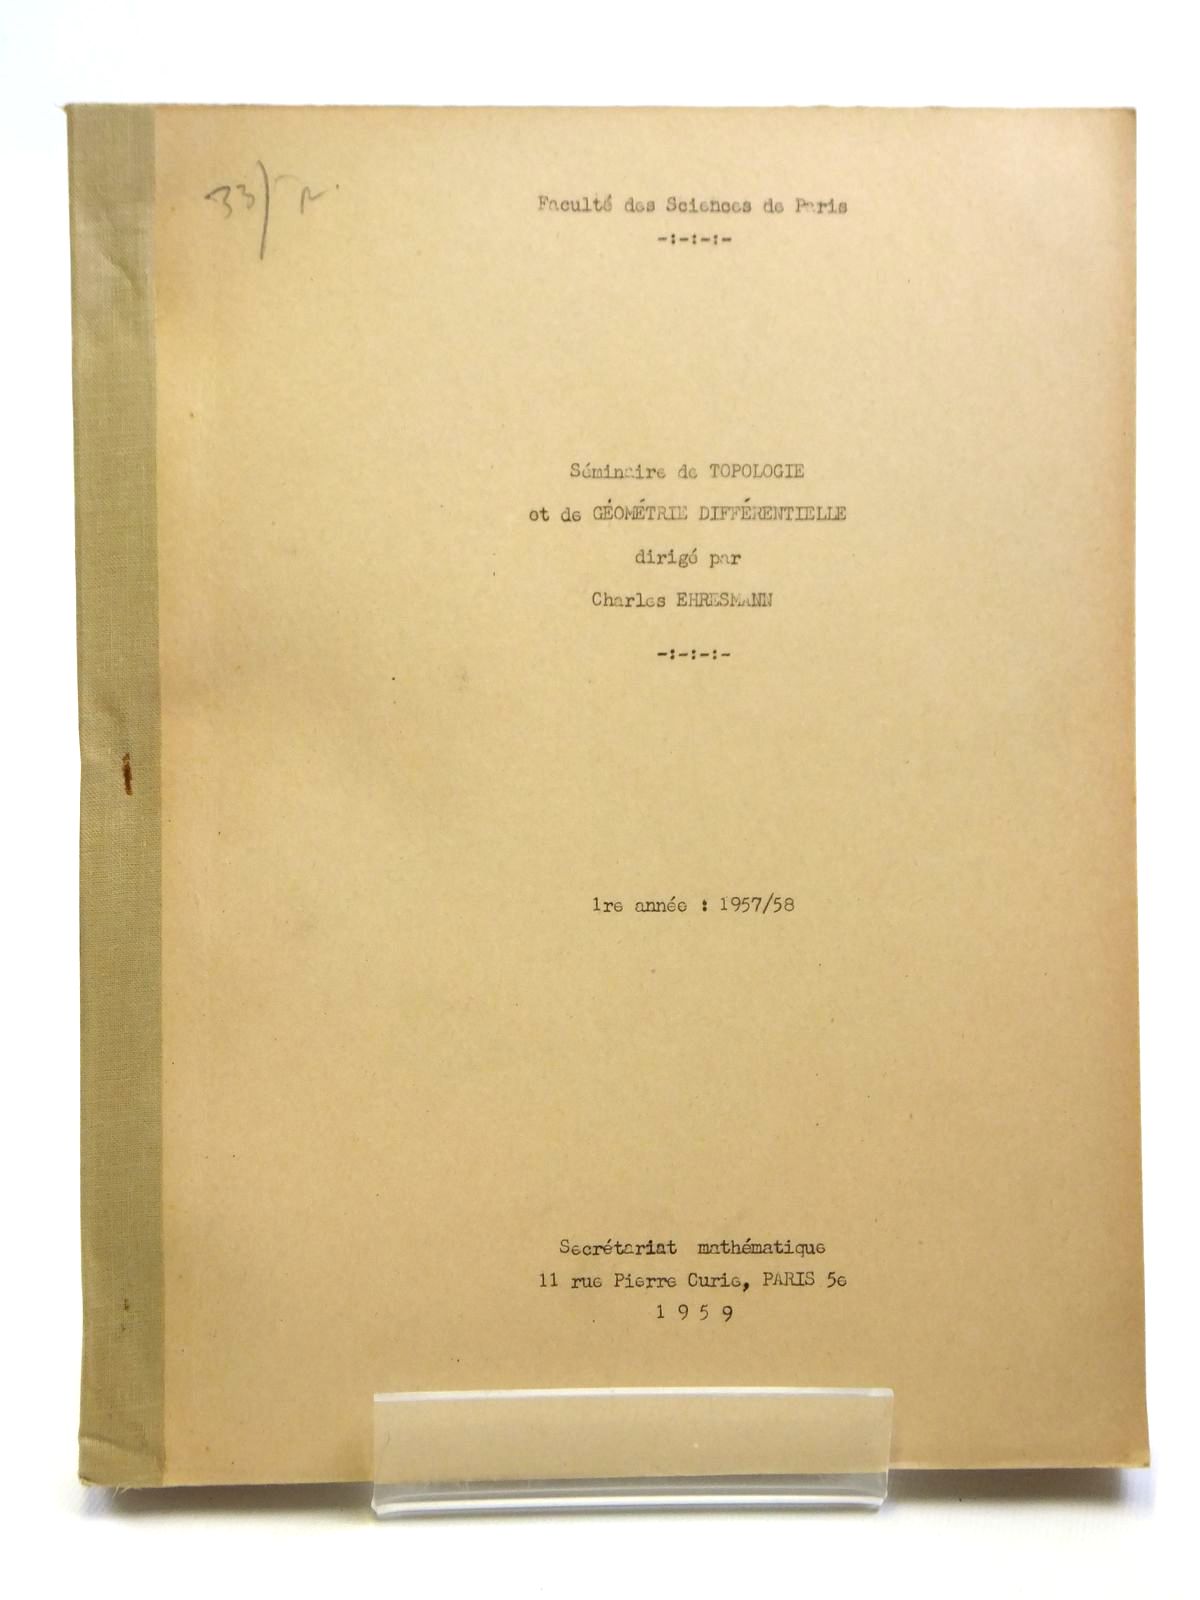 33/
Faculté des Sciences de Paris
-:-:-:-
Séminaire de TOPOLOGIE
et de GÉOMÉTRIE DIFFÉRENTIELLE
dirigé par
Charles EHRESMANN
-:-:-:-
1re année : 1957/58
Secrétariat mathématique
11 rue Pierre Curie, PARIS 5e
1 9 5 9